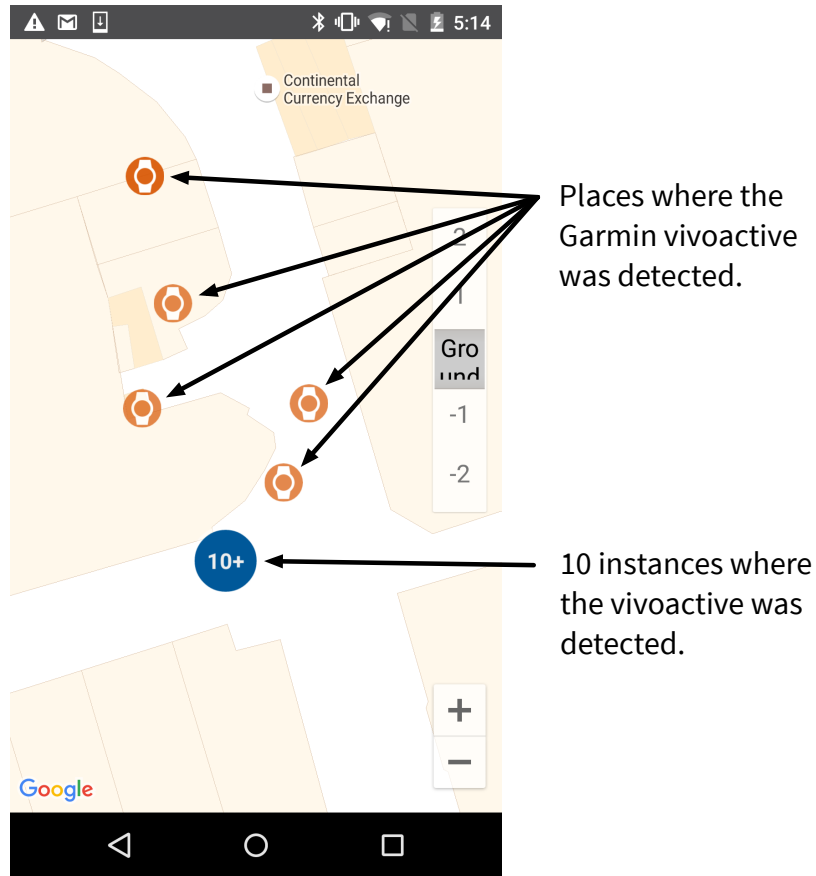 5:14
Continental
Currency Exchange
Places where the
Garmin vivoactive
was detected.
2
1
Gro
und
-1
-2
10+
10 instances where
the vivoactive was
detected.
+
−
Google